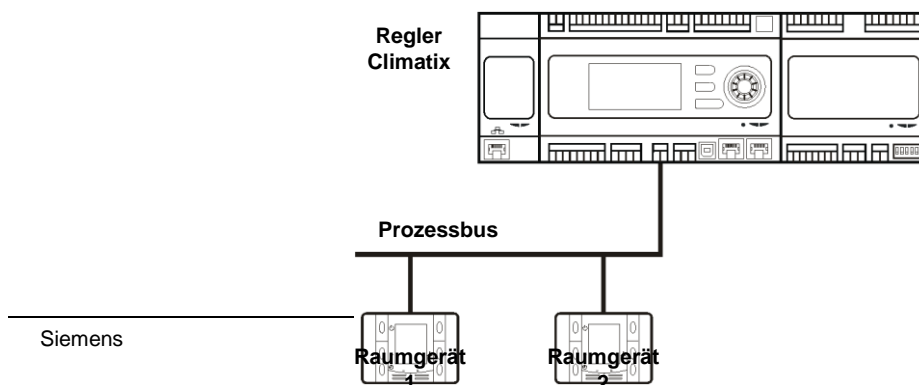 Regler
Climatix
Prozessbus
Siemens
Raumgerät
1
Raumgerät
2